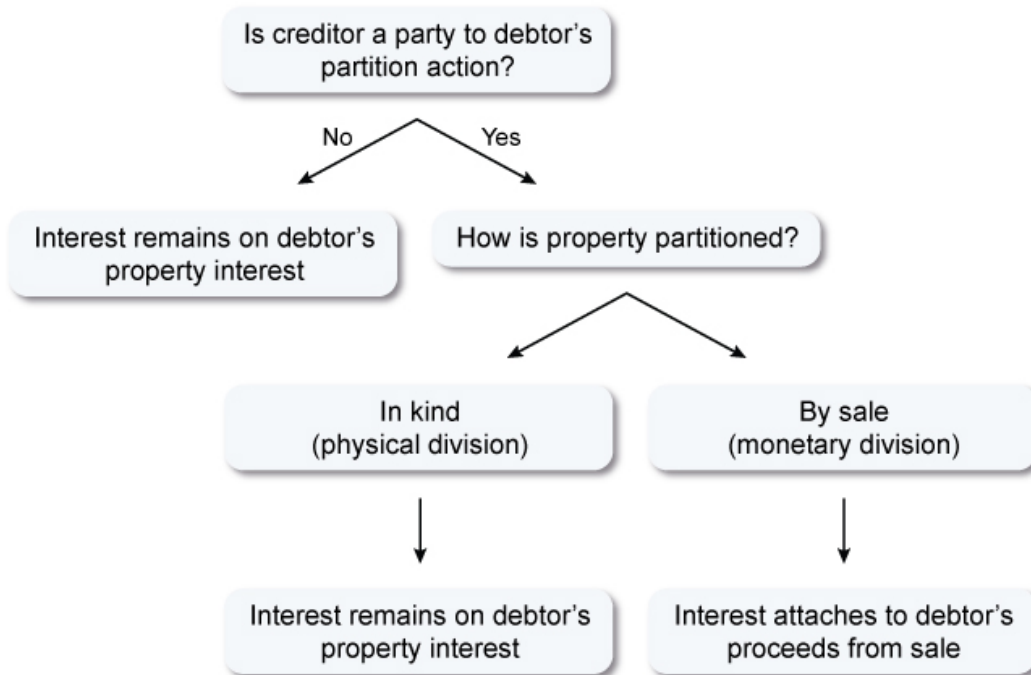 Is creditor a party to debtor’s
partition action?
No
Yes
Interest remains on debtor’s
property interest
How is property partitioned?
In kind
(physical division)
By sale
(monetary division)
Interest remains on debtor’s
property interest
Interest attaches to debtor’s
proceeds from sale